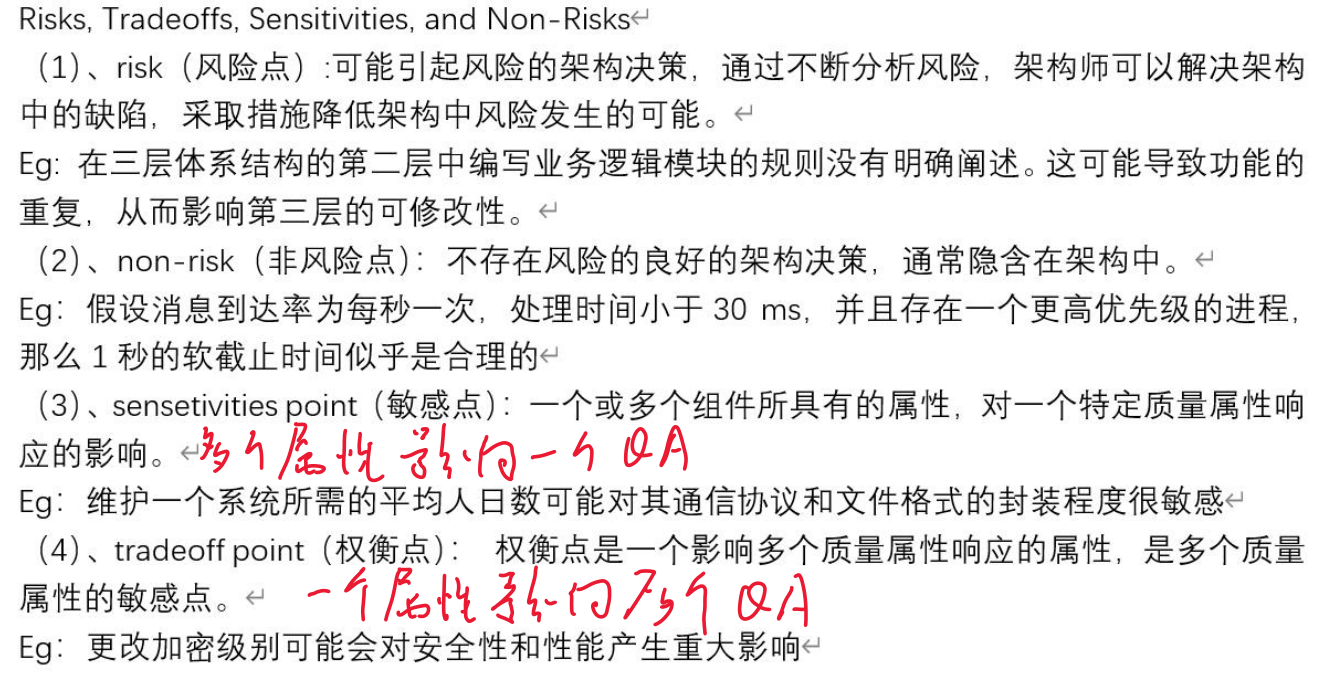 Risks, Tradeoffs, Sensitivities, and Non-Risks↵
（1）、risk（风险点）:可能引起风险的架构决策，通过不断分析风险，架构师可以解决架构
中的缺陷，采取措施降低架构中风险发生的可能。↵
Eg: 在三层体系结构的第二层中编写业务逻辑模块的规则没有明确阐述。这可能导致功能的
重复，从而影响第三层的可修改性。↵
（2）、non-risk（非风险点）：不存在风险的良好的架构决策，通常隐含在架构中。↵
Eg：假设消息到达率为每秒一次，处理时间小于 30 ms，并且存在一个更高优先级的进程，
那么 1 秒的软截止时间似乎是合理的↵
（3）、sensetivities point（敏感点）：一个或多个组件所具有的属性，对一个特定质量属性响
应的影响。↵ 多个属性影响一个 QA
Eg：维护一个系统所需的平均人日数可能对其通信协议和文件格式的封装程度很敏感↵
（4）、tradeoff point（权衡点）： 权衡点是一个影响多个质量属性响应的属性，是多个质量
属性的敏感点。↵ 一个属性影响多个 QA
Eg：更改加密级别可能会对安全性和性能产生重大影响↵